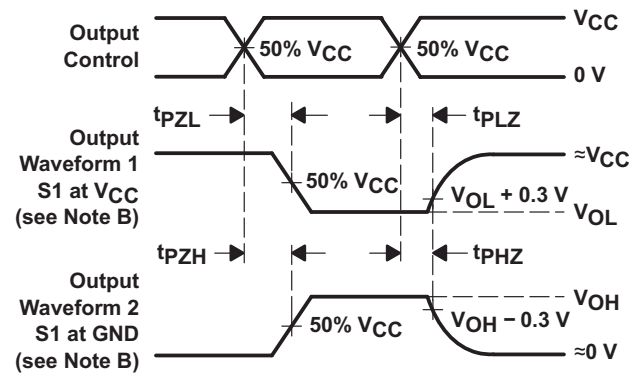 Output
Control
50% VCC
50% VCC
VCC
0 V
tPZL
tPLZ
Output
Waveform 1
S1 at VCC
(see Note B)
50% VCC
≈VCC
VOL + 0.3 V
VOL
tPZH
tPHZ
Output
Waveform 2
S1 at GND
(see Note B)
50% VCC
VOH
VOH − 0.3 V
≈0 V